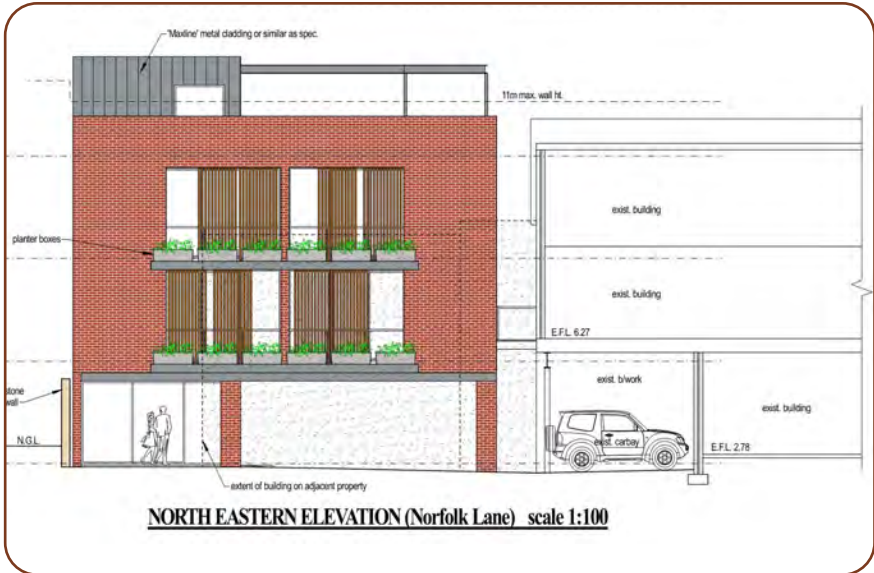 'Maxline' metal cladding or similar as spec.
11m max. wall ht.
exist. building
planter boxes
exist. building
E.F.L. 6.27
stone
wall
exist. b/work
exist. building
N.G.L.
exist. carbay
E.F.L. 2.78
extent of building on adjacent property
NORTH EASTERN ELEVATION (Norfolk Lane) scale 1:100